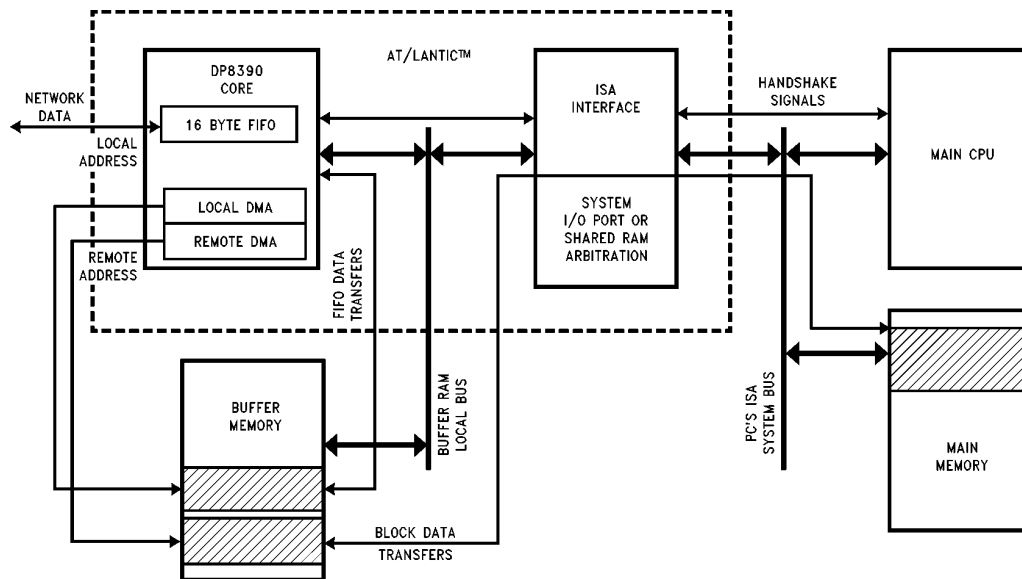 AT/LANTIC™
DP8390
CORE
16 BYTE FIFO
LOCAL DMA
REMOTE DMA
NETWORK
DATA
LOCAL
ADDRESS
REMOTE
ADDRESS
ISA
INTERFACE
SYSTEM
I/O PORT OR
SHARED RAM
ARBITRATION
HANDSHAKE
SIGNALS
MAIN CPU
FIFO DATA
TRANSFERS
BUFFER
MEMORY
BUFFER RAM
LOCAL BUS
PC'S ISA
SYSTEM BUS
MAIN
MEMORY
BLOCK DATA
TRANSFERS